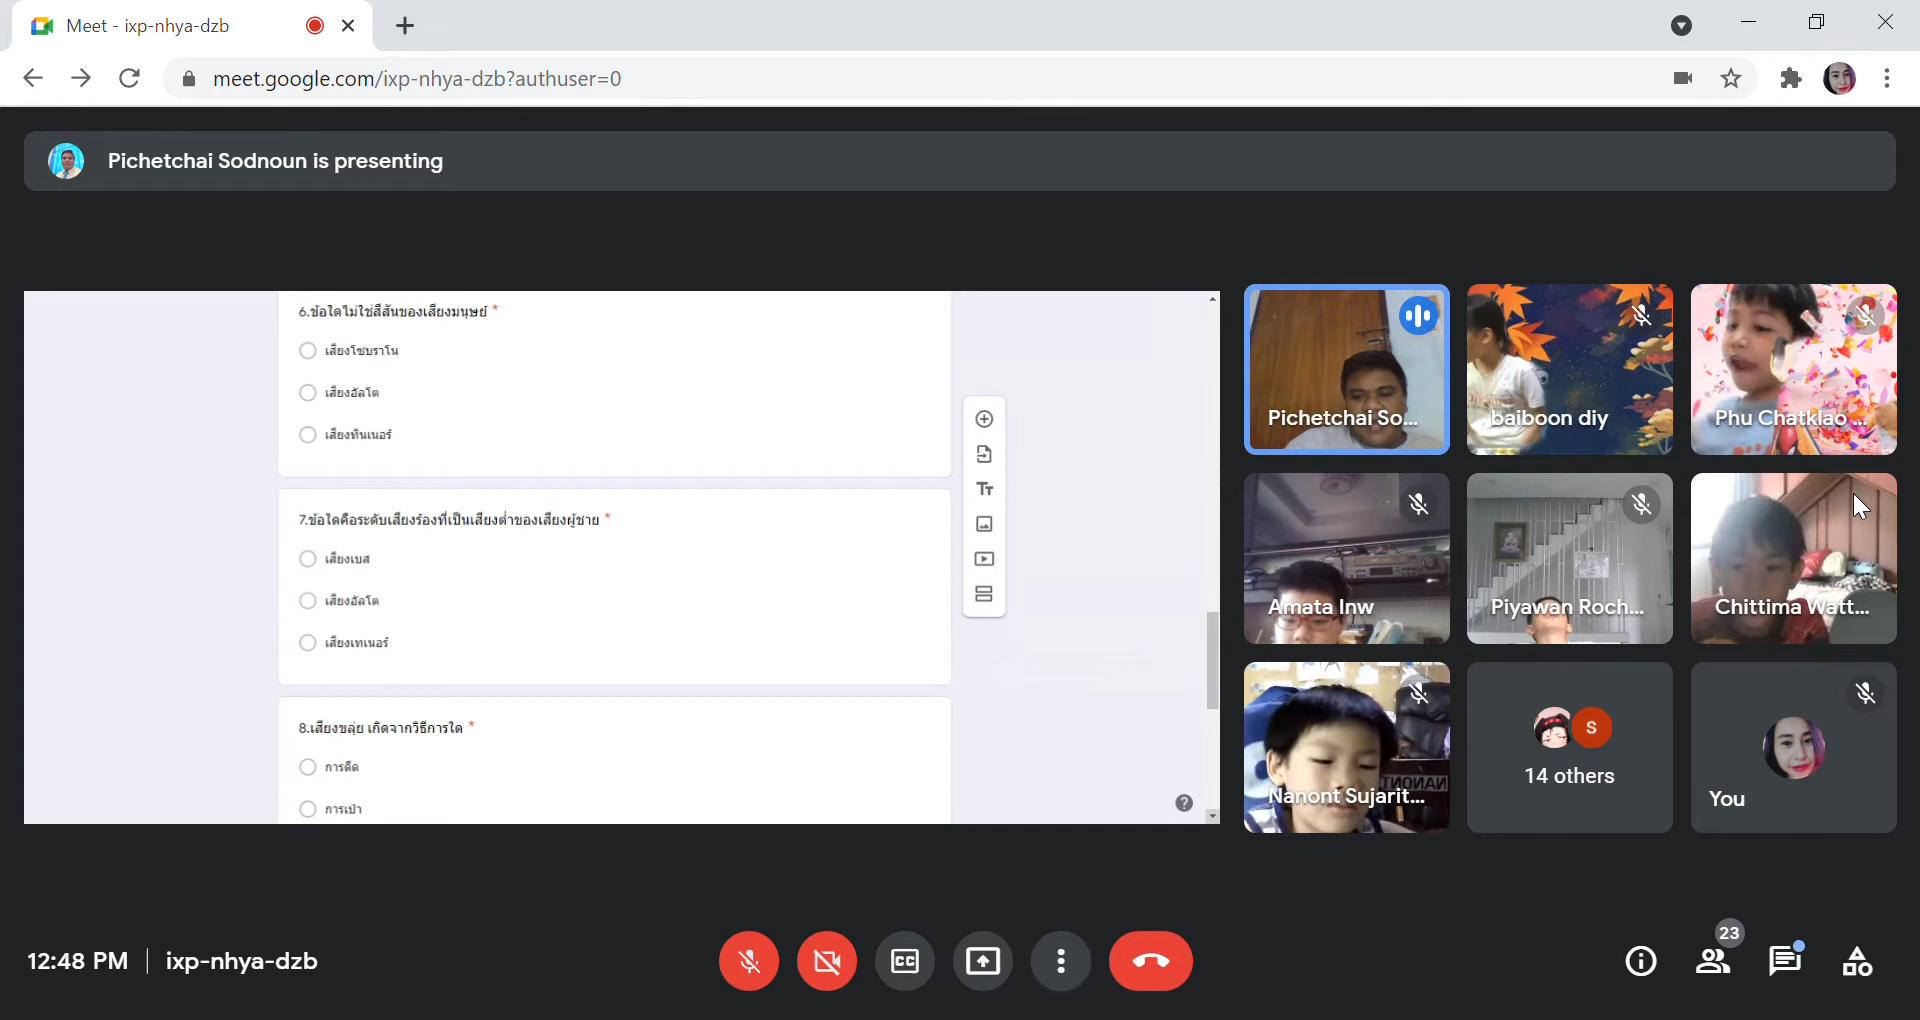 Meet - ixp-nhya-dzb
meet.google.com/ixp-nhya-dzb?authuser=0
Pichetchai Sodnoun is presenting
6.ข้อใดไม่ใช่สีสันของเสียงมนุษย์ *
เสียงโซบราโน
เสียงอัลโต
เสียงทินเนอร์
7.ข้อใดคือระดับเสียงร้องที่เป็นเสียงต่ำของเสียงผู้ชาย *
เสียงเบส
เสียงอัลโต
เสียงเทเนอร์
8.เสียงขลุ่ย เกิดจากวิธีการใด *
การดีด
การเป่า
Pichetchai So...
baiboon diy
Phu Chatklao ...
Amata Inw
Piyawan Roch...
Chittima Watt...
Nanont Sujarit...
S
14 others
You
12:48 PM
ixp-nhya-dzb
CC
23